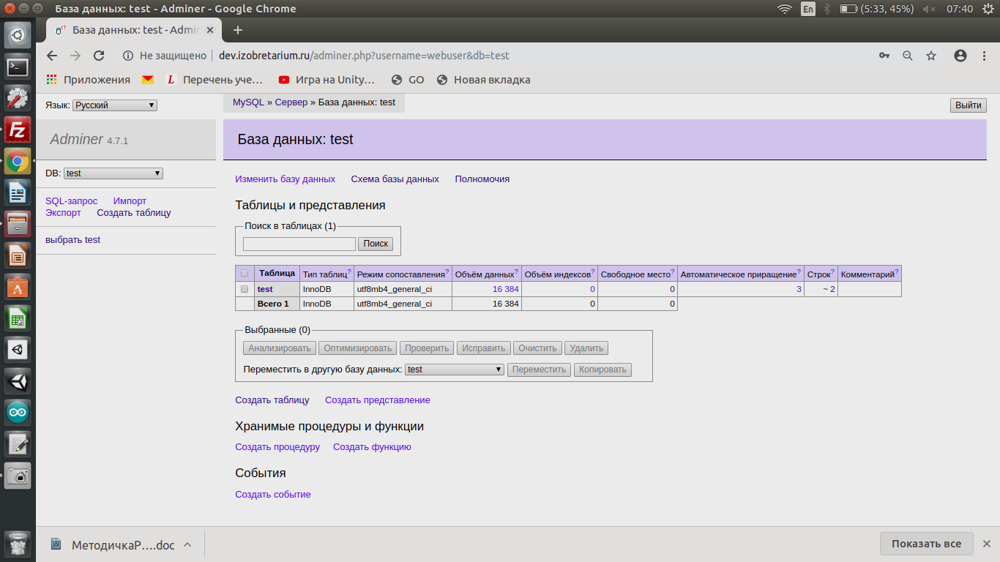 База данных: test - Adminer - Google Chrome
En
(5:33, 45%)
07:40
База данных: test - Admin
Не защищено
dev.izobretarium.ru/adminer.php?username=webuser&db=test
Приложения
L Перечень уче...
Игра на Unity...
GO
Новая вкладка
Язык: Русский
MySQL » Сервер » База данных: test
Выйти
Adminer 4.7.1
База данных: test
DB: test
Изменить базу данных Схема базы данных Полномочия
SQL-запрос Импорт
Экспорт Создать таблицу
выбрать test
Таблицы и представления
Поиск в таблицах (1)
Поиск
Таблица Тип таблиц? Режим сопоставления? Объём данных? Объём индексов? Свободное место? Автоматическое приращение? Строк? Комментарий?
test InnoDB utf8mb4_general_ci 16 384 0 0 3 ~ 2
Всего 1 InnoDB utf8mb4_general_ci 16 384 0 0
Выбранные (0)
Анализировать Оптимизировать Проверить Исправить Очистить Удалить
Переместить в другую базу данных: test Переместить Копировать
Создать таблицу Создать представление
Хранимые процедуры и функции
Создать процедуру Создать функцию
События
Создать событие
МетодичкаР....doc
Показать все